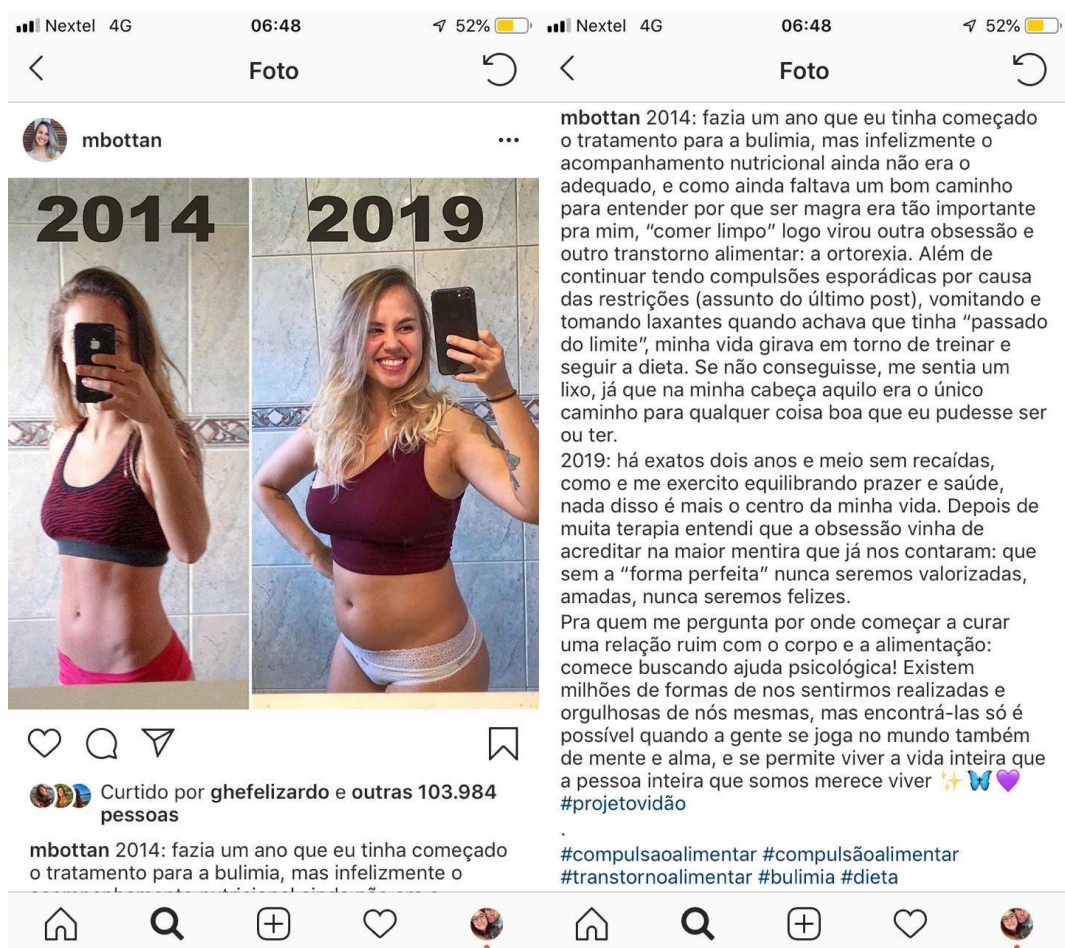 Nextel 4G 06:48 52%
Foto
mbottan
2014 2019
Curtido por ghefelizardo e outras 103.984
pessoas
mbottan 2014: fazia um ano que eu tinha começado
o tratamento para a bulimia, mas infelizmente o
Nextel 4G 06:48 52%
Foto
mbottan 2014: fazia um ano que eu tinha começado
o tratamento para a bulimia, mas infelizmente o
acompanhamento nutricional ainda não era o
adequado, e como ainda faltava um bom caminho
para entender por que ser magra era tão importante
pra mim, “comer limpo” logo virou outra obsessão e
outro transtorno alimentar: a ortorexia. Além de
continuar tendo compulsões esporádicas por causa
das restrições (assunto do último post), vomitando e
tomando laxantes quando achava que tinha “passado
do limite”, minha vida girava em torno de treinar e
seguir a dieta. Se não conseguisse, me sentia um
lixo, já que na minha cabeça aquilo era o único
caminho para qualquer coisa boa que eu pudesse ser
ou ter.
2019: há exatos dois anos e meio sem recaídas,
como e me exercito equilibrando prazer e saúde,
nada disso é mais o centro da minha vida. Depois de
muita terapia entendi que a obsessão vinha de
acreditar na maior mentira que já nos contaram: que
sem a “forma perfeita” nunca seremos valorizadas,
amadas, nunca seremos felizes.
Pra quem me pergunta por onde começar a curar
uma relação ruim com o corpo e a alimentação:
comece buscando ajuda psicológica! Existem
milhões de formas de nos sentirmos realizadas e
orgulhosas de nós mesmas, mas encontrá-las só é
possível quando a gente se joga no mundo também
de mente e alma, e se permite viver a vida inteira que
a pessoa inteira que somos merece viver ✨🦋💜
#projetovidão
.
#compulsaoalimentar #compulsãoalimentar
#transtornoalimentar #bulimia #dieta